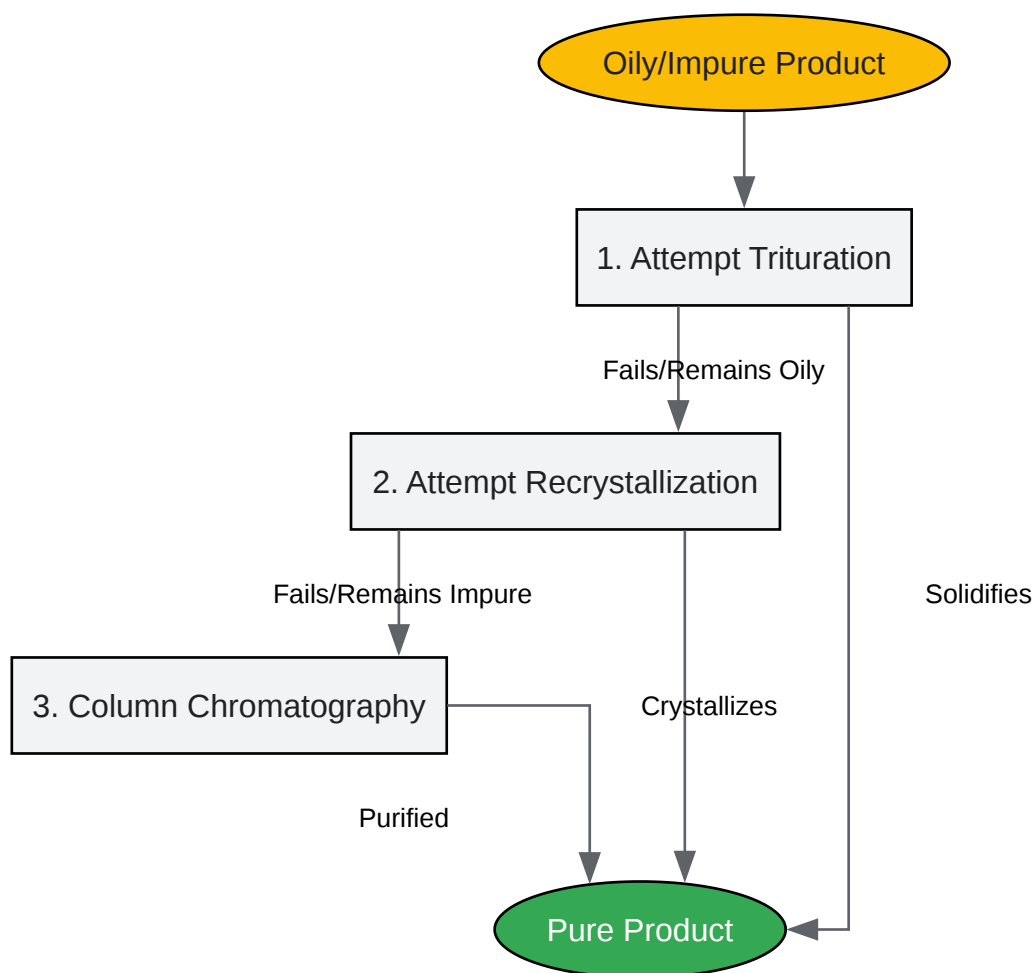 Oily/Impure Product
1. Attempt Trituration
Fails/Remains Oily
2. Attempt Recrystallization
Fails/Remains Impure
Solidifies
3. Column Chromatography
Crystallizes
Purified
Pure Product